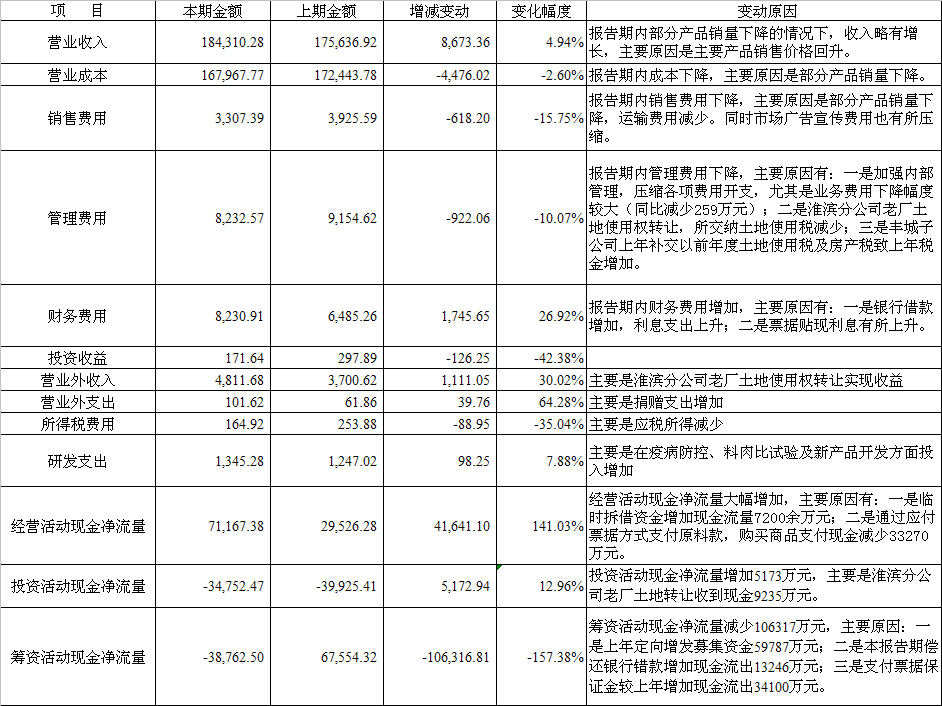 项 目 本期金额 上期金额 增减变动 变化幅度 变动原因
营业收入 184,310.28 175,636.92 8,673.36 4.94% 报告期内部分产品销量下降的情况下，收入略有增
长，主要原因是主要产品销售价格回升。
营业成本 167,967.77 172,443.78 -4,476.02 -2.60% 报告期内成本下降，主要原因是部分产品销量下降。
销售费用 3,307.39 3,925.59 -618.20 -15.75% 报告期内销售费用下降，主要原因是部分产品销量下
降，运输费用减少。同时市场广告宣传费用也有所压
缩。
管理费用 8,232.57 9,154.62 -922.06 -10.07% 报告期内管理费用下降，主要原因有：一是加强内部
管理，压缩各项费用开支，尤其是业务费用下降幅度
较大（同比减少259万元）；二是淮滨分公司老厂土
地使用权转让，所交纳土地使用税减少；三是丰城子
公司上年补交以前年度土地使用税及房产税致上年税
金增加。
财务费用 8,230.91 6,485.26 1,745.65 26.92% 报告期内财务费用增加，主要原因有：一是银行借款
增加，利息支出上升；二是票据贴现利息有所上升。
投资收益 171.64 297.89 -126.25 -42.38%
营业外收入 4,811.68 3,700.62 1,111.05 30.02% 主要是淮滨分公司老厂土地使用权转让实现收益
营业外支出 101.62 61.86 39.76 64.28% 主要是捐赠支出增加
所得税费用 164.92 253.88 -88.95 -35.04% 主要是应税所得减少
研发支出 1,345.28 1,247.02 98.25 7.88% 主要是在疫病防控、料肉比试验及新产品开发方面投
入增加
经营活动现金净流量 71,167.38 29,526.28 41,641.10 141.03% 经营活动现金净流量大幅增加，主要原因有：一是临
时拆借资金增加现金流量7200余万元；二是通过应付
票据方式支付原料款，购买商品支付现金减少33270
万元。
投资活动现金净流量 -34,752.47 -39,925.41 5,172.94 12.96% 投资活动现金净流量增加5173万元，主要是淮滨分公
司老厂土地转让收到现金9235万元。
筹资活动现金净流量 -38,762.50 67,554.32 -106,316.81 -157.38% 筹资活动现金净流量减少106317万元，主要原因：一
是上年定向增发募集资金59787万元；二是本报告期偿
还银行错款增加现金流出13246万元；三是支付票据保
证金较上年增加现金流出34100万元。